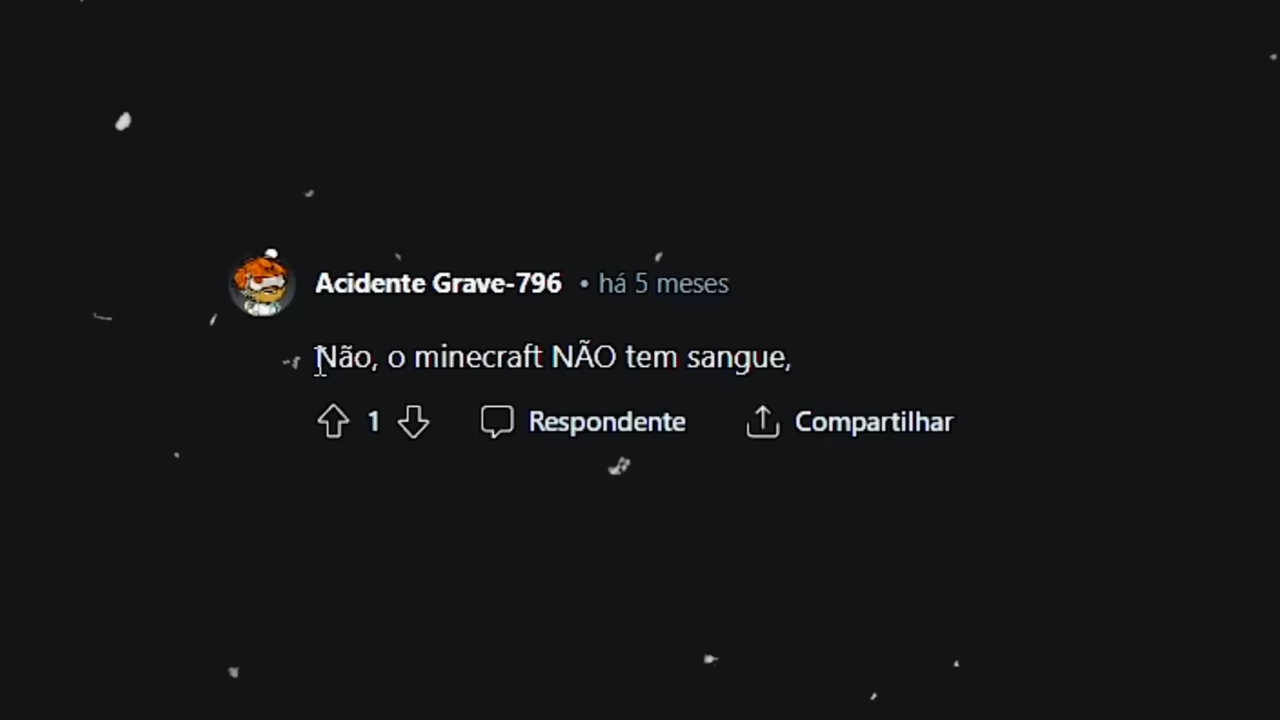 Acidente Grave-796 • há 5 meses
Não, o minecraft NÃO tem sangue,
1 Respondente Compartilhar